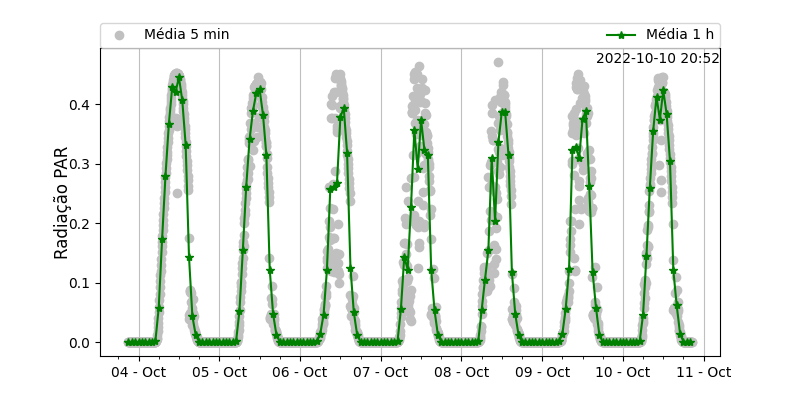 Média 5 min
Média 1 h
2022-10-10 20:52
Radiação PAR
0.4
0.3
0.2
0.1
0.0
04 - Oct
05 - Oct
06 - Oct
07 - Oct
08 - Oct
09 - Oct
10 - Oct
11 - Oct